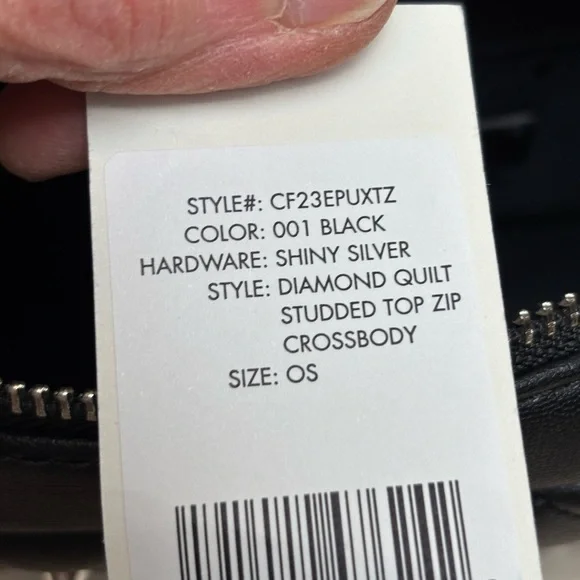 STYLE#: CF23EPUXTZ
COLOR: 001 BLACK
HARDWARE: SHINY SILVER
STYLE: DIAMOND QUILT
STUDDED TOP ZIP
CROSSBODY
SIZE: OS